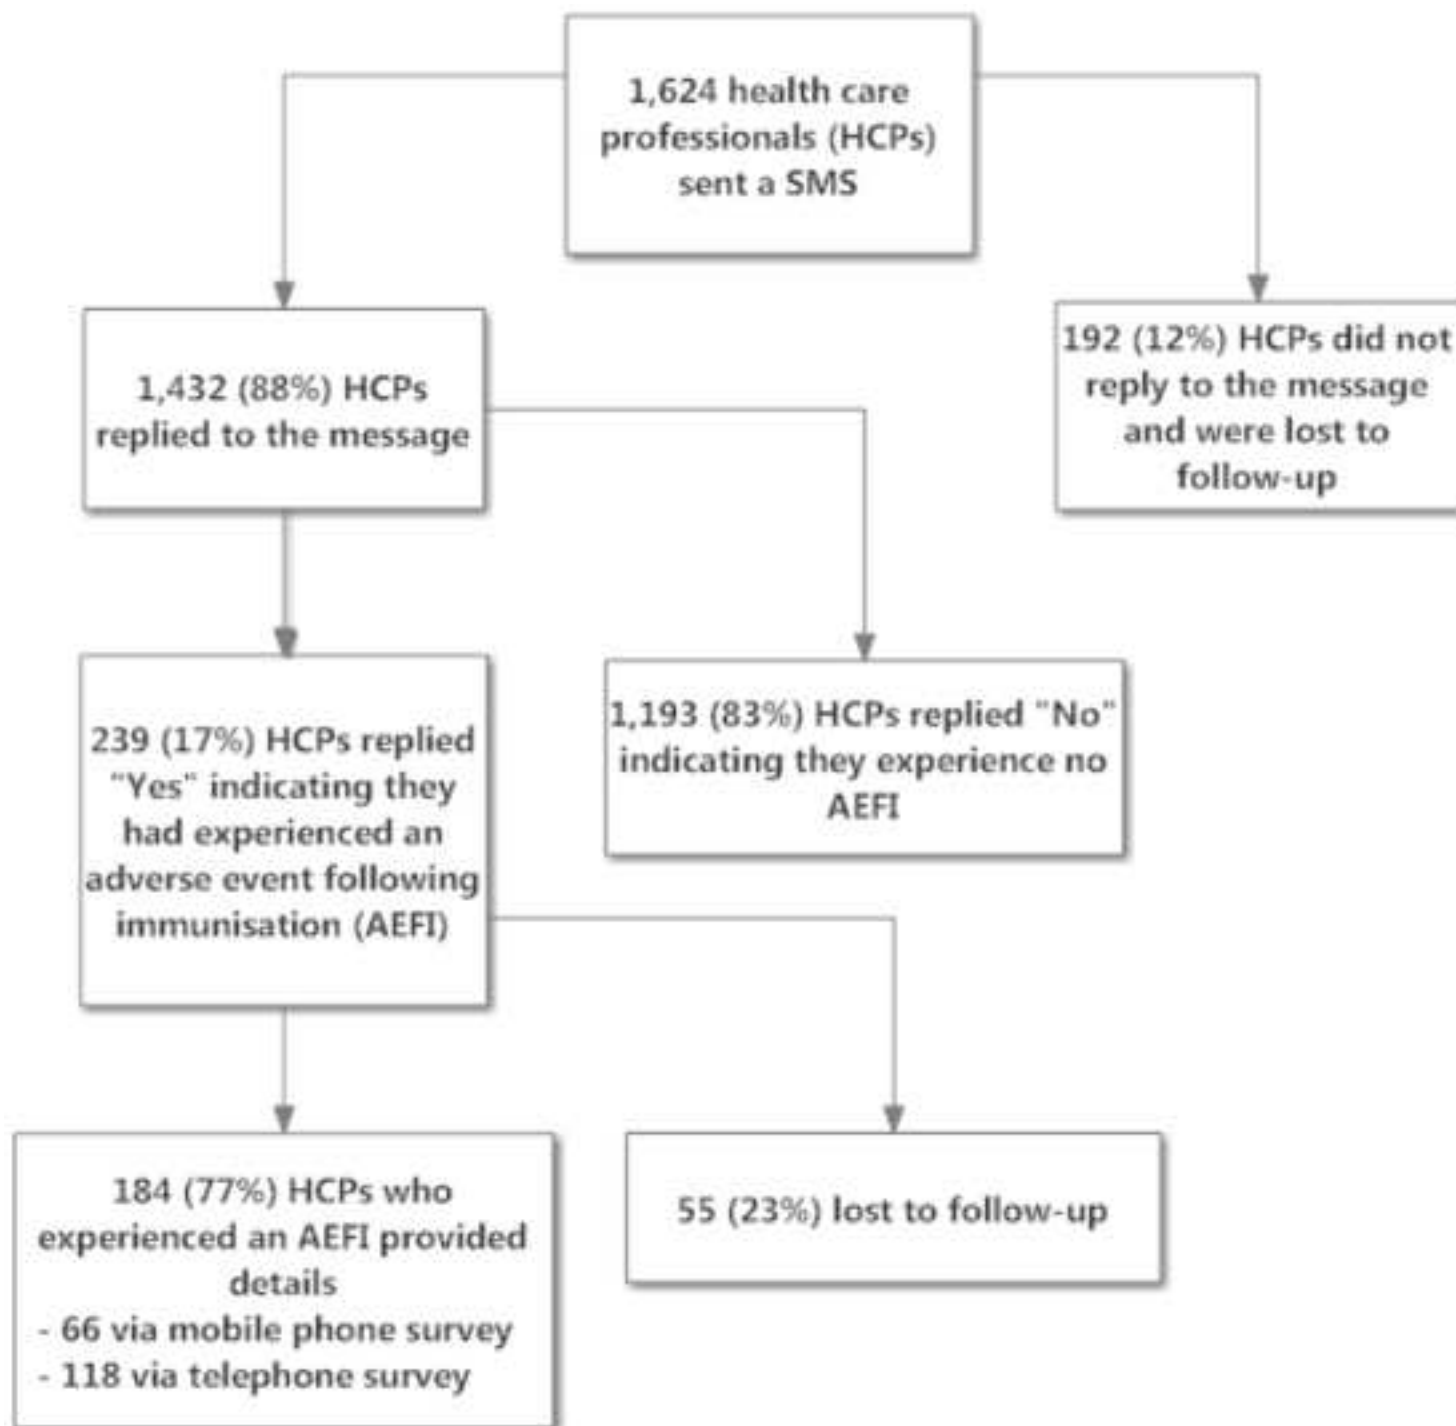 1,624 health care
professionals (HCPs)
sent a SMS
1,432 (88%) HCPs
replied to the message
192 (12%) HCPs did not
reply to the message
and were lost to
follow-up
239 (17%) HCPs replied
"Yes" indicating they
had experienced an
adverse event following
immunisation (AEFI)
1,193 (83%) HCPs replied "No"
indicating they experience no
AEFI
184 (77%) HCPs who
experienced an AEFI provided
details
- 66 via mobile phone survey
- 118 via telephone survey
55 (23%) lost to follow-up